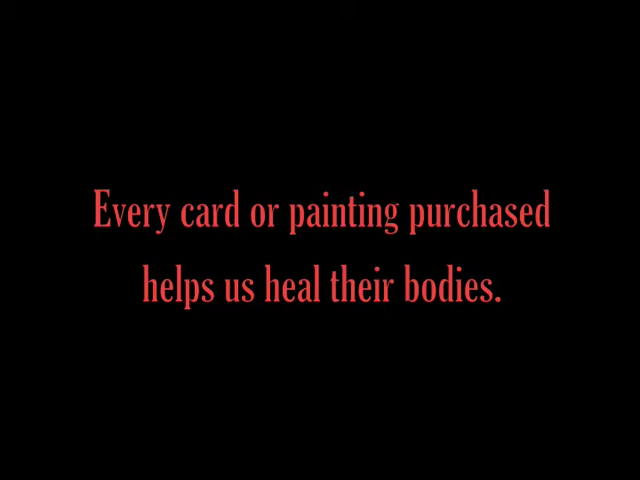 Every card or painting purchased
helps us heal their bodies.